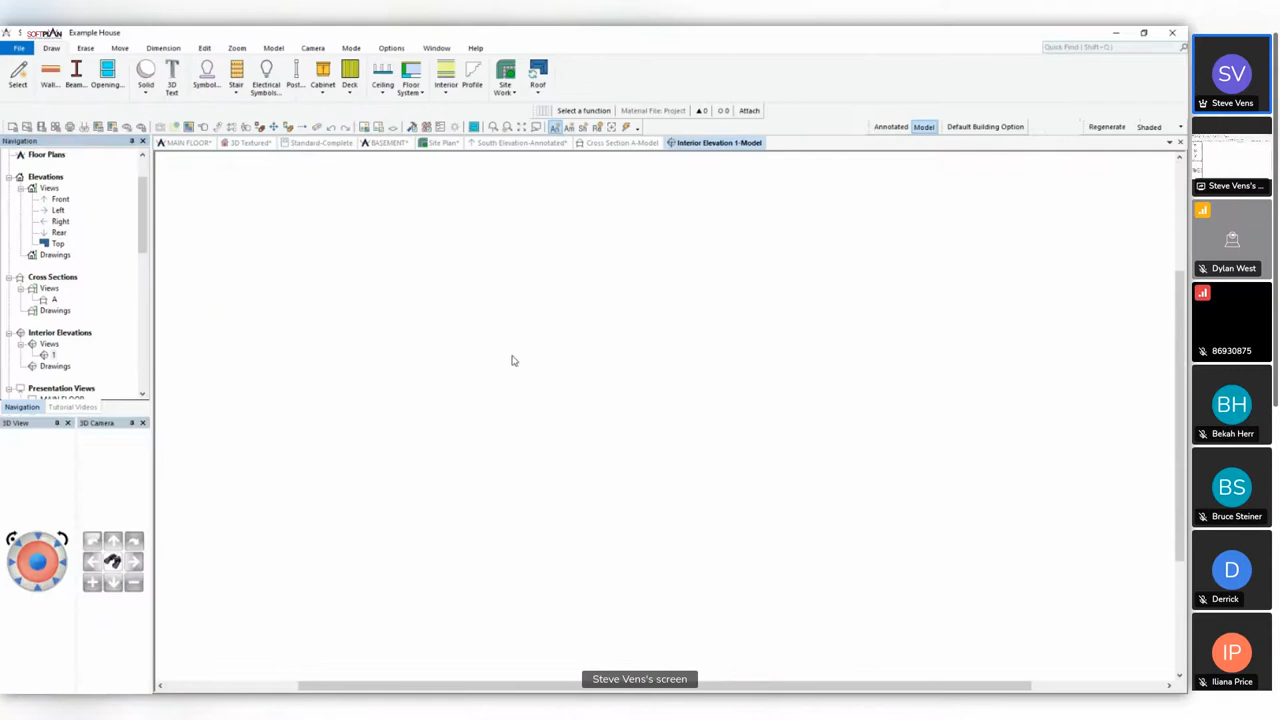 SOFTPLAN Example House
File Draw Erase Move Dimension Edit Zoom Model Camera Mode Options Window Help
Quick Find (Shift+Q)
Select Wall... Beam... Opening... Solid 3D Text Symbol... Stair Electrical Symbols... Post... Cabinet Deck Ceiling Floor System Interior Profile Site Work Roof
Select a function Material File: Project 0 0 Attach
Annotated Model Default Building Option Regenerate Shaded
Navigation
MAIN FLOOR* 3D Textured* Standard-Complete BASEMENT* Site Plan* South Elevation-Annotated* Cross Section A-Model Interior Elevation 1-Model
Floor Plans
Elevations
Views
Front
Left
Right
Rear
Top
Drawings
Cross Sections
Views
A
Drawings
Interior Elevations
Views
1
Drawings
Presentation Views
MAIN FLOOR
Navigation Tutorial Videos
3D View 3D Camera
Steve Vens's screen
SV
Steve Vens
Steve Vens's ...
Dylan West
86930875
BH
Bekah Herr
BS
Bruce Steiner
D
Derrick
IP
Iliana Price